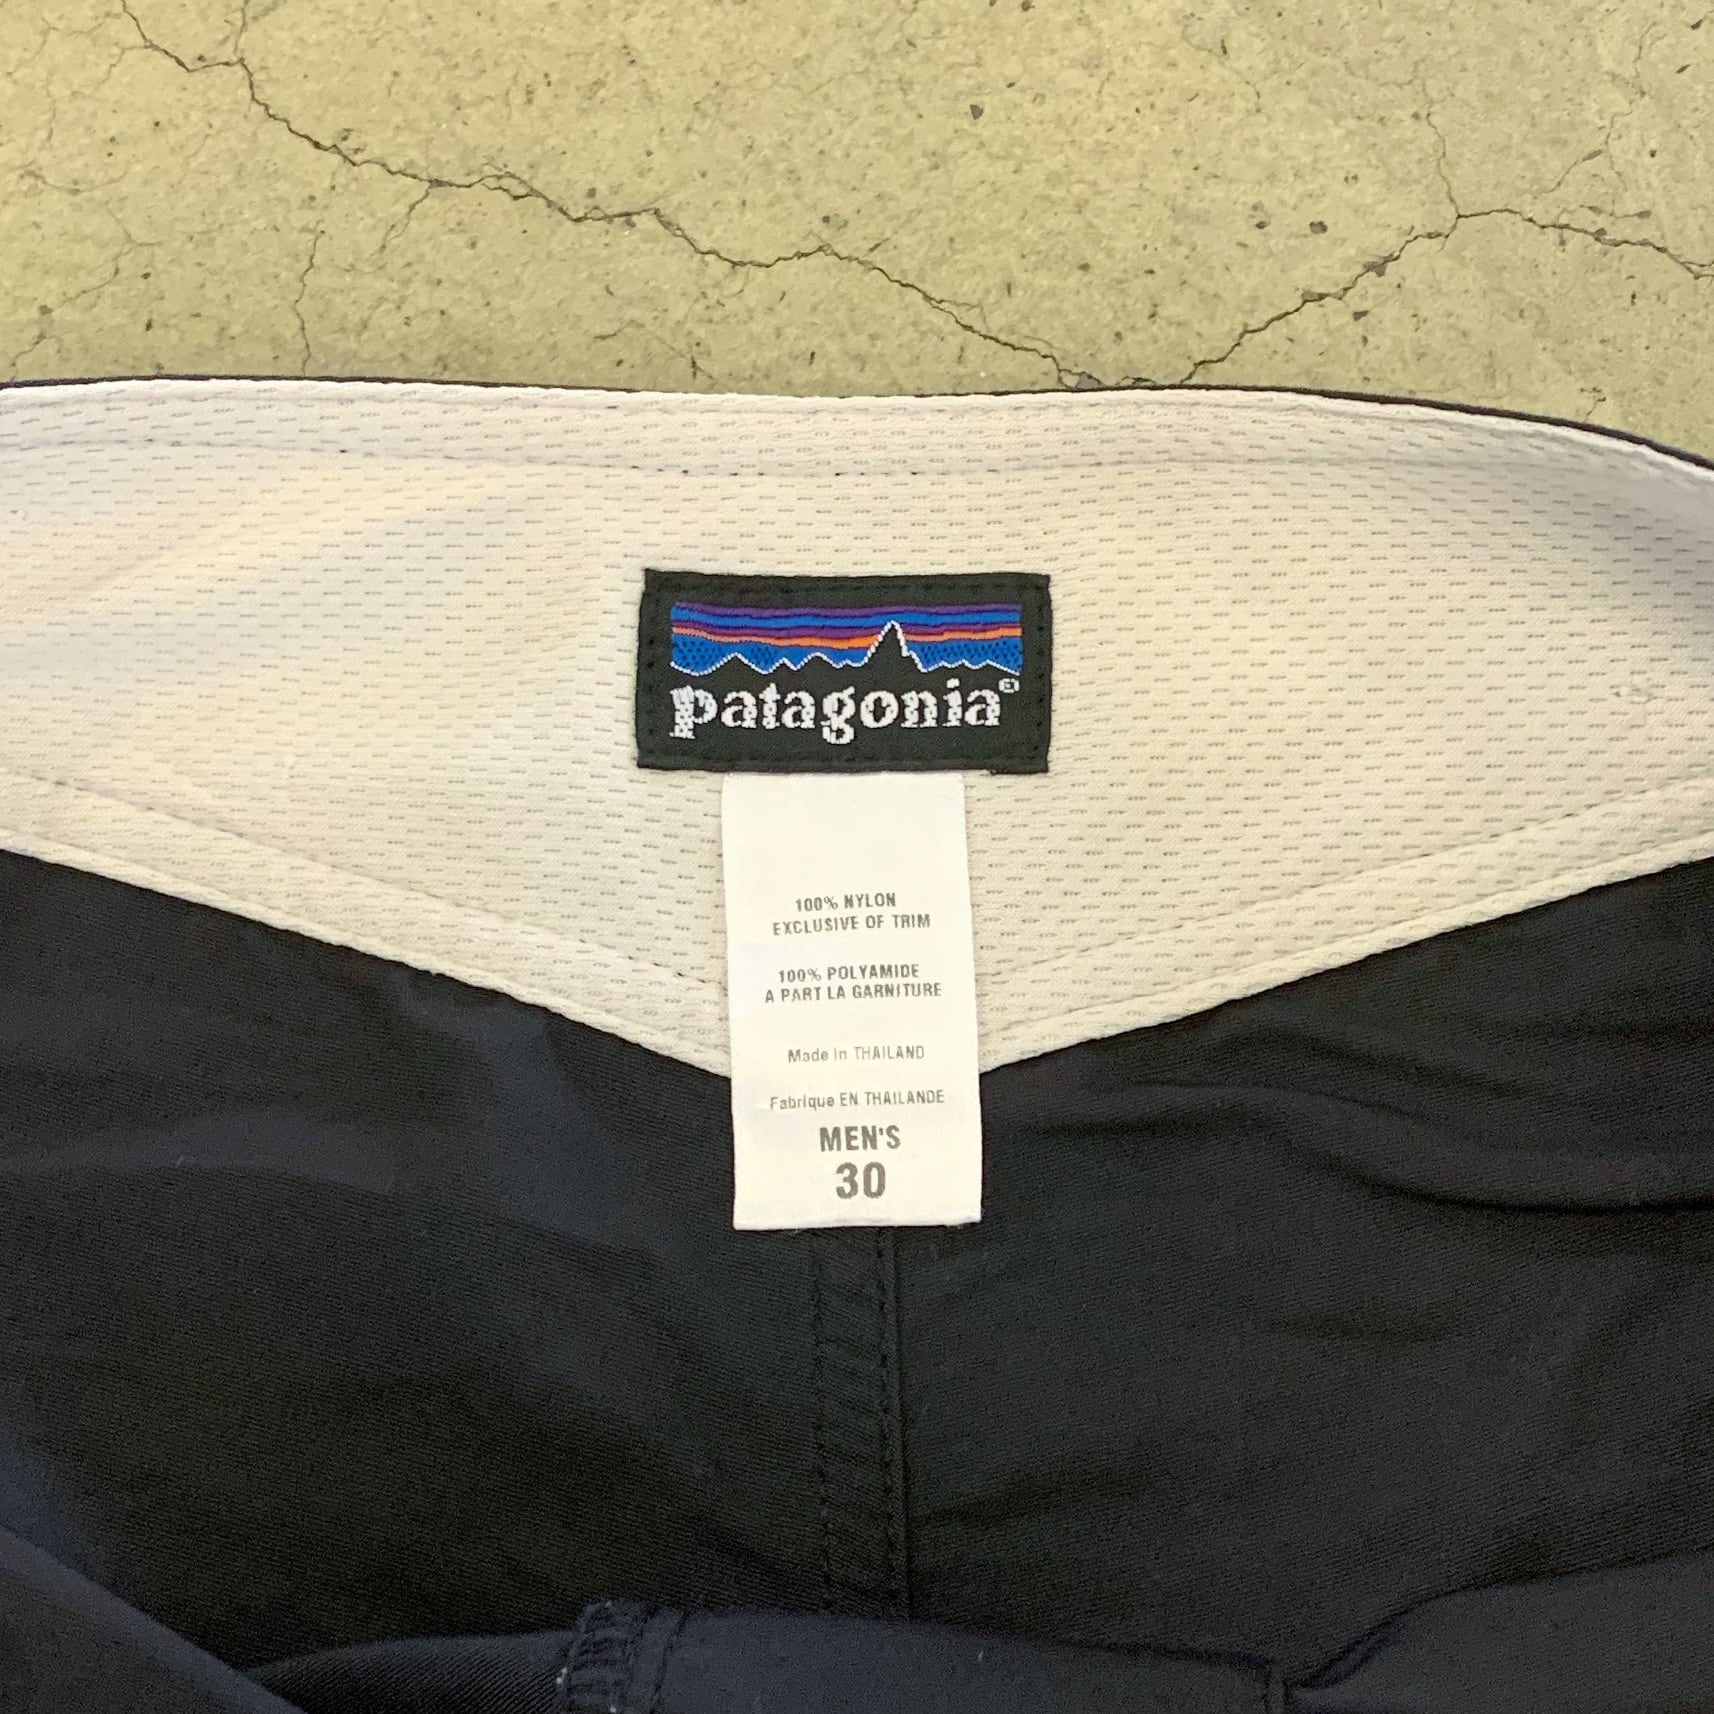 patagonia®
100% NYLON
EXCLUSIVE OF TRIM
100% POLYAMIDE
A PART LA GARNITURE
Made in THAILAND
Fabrique EN THAILANDE
MEN'S
30